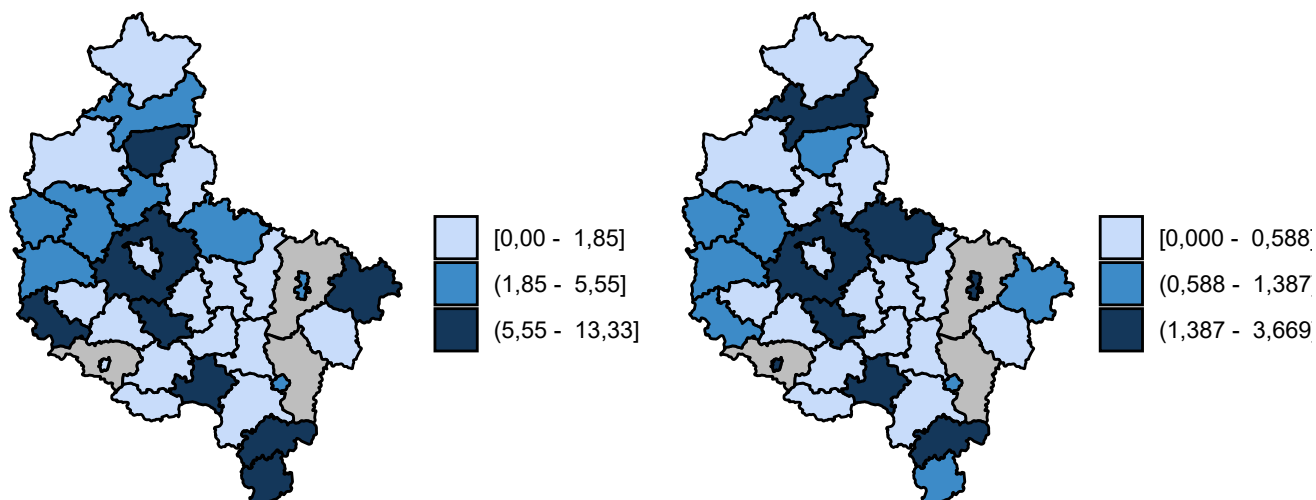 [0,00 - 1,85]
(1,85 - 5,55]
(5,55 - 13,33]
[0,000 - 0,588]
(0,588 - 1,387]
(1,387 - 3,669]